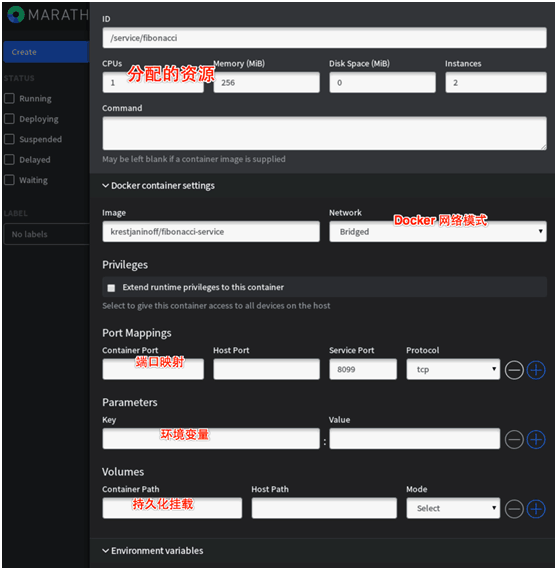 MARATH
Create
STATUS
Running
Deploying
Suspended
Delayed
Waiting
LABEL
No labels
ID
/service/fibonacci
CPUs
Memory (MiB)
Disk Space (MiB)
Instances
1
分配的资源
256
0
2
Command
May be left blank if a container image is supplied
Docker container settings
Image
Network
Docker 网络模式
krestjaninoff/fibonacci-service
Bridged
Privileges
Extend runtime privileges to this container
Select to give this container access to all devices on the host
Port Mappings
Container Port
Host Port
Service Port
Protocol
端口映射
8099
tcp
Parameters
Key
Value
环境变量
:
Volumes
Container Path
Host Path
Mode
持久化挂载
Select
Environment variables